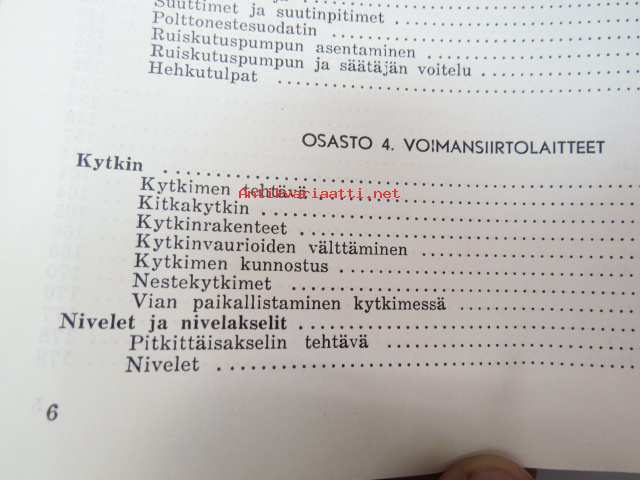 Suuttimet ja suutinpitimet
Polttonestesuodatin
Ruiskutuspumpun asentaminen
Ruiskutuspumpun ja säätäjän voitelu
Hehkutulpat
OSASTO 4. VOIMANSIIRTOLAITTEET
Kytkin
Kytkimen tehtävä
Antikvariaatti.net
Kitkakytkin
Kytkinrakenteet
Kytkinvaurioiden välttäminen
Kytkimen kunnostus
Nestekytkimet
Vian paikallistaminen kytkimessä
Nivelet ja nivelakselit
Pitkittäisakselin tehtävä
Nivelet
6